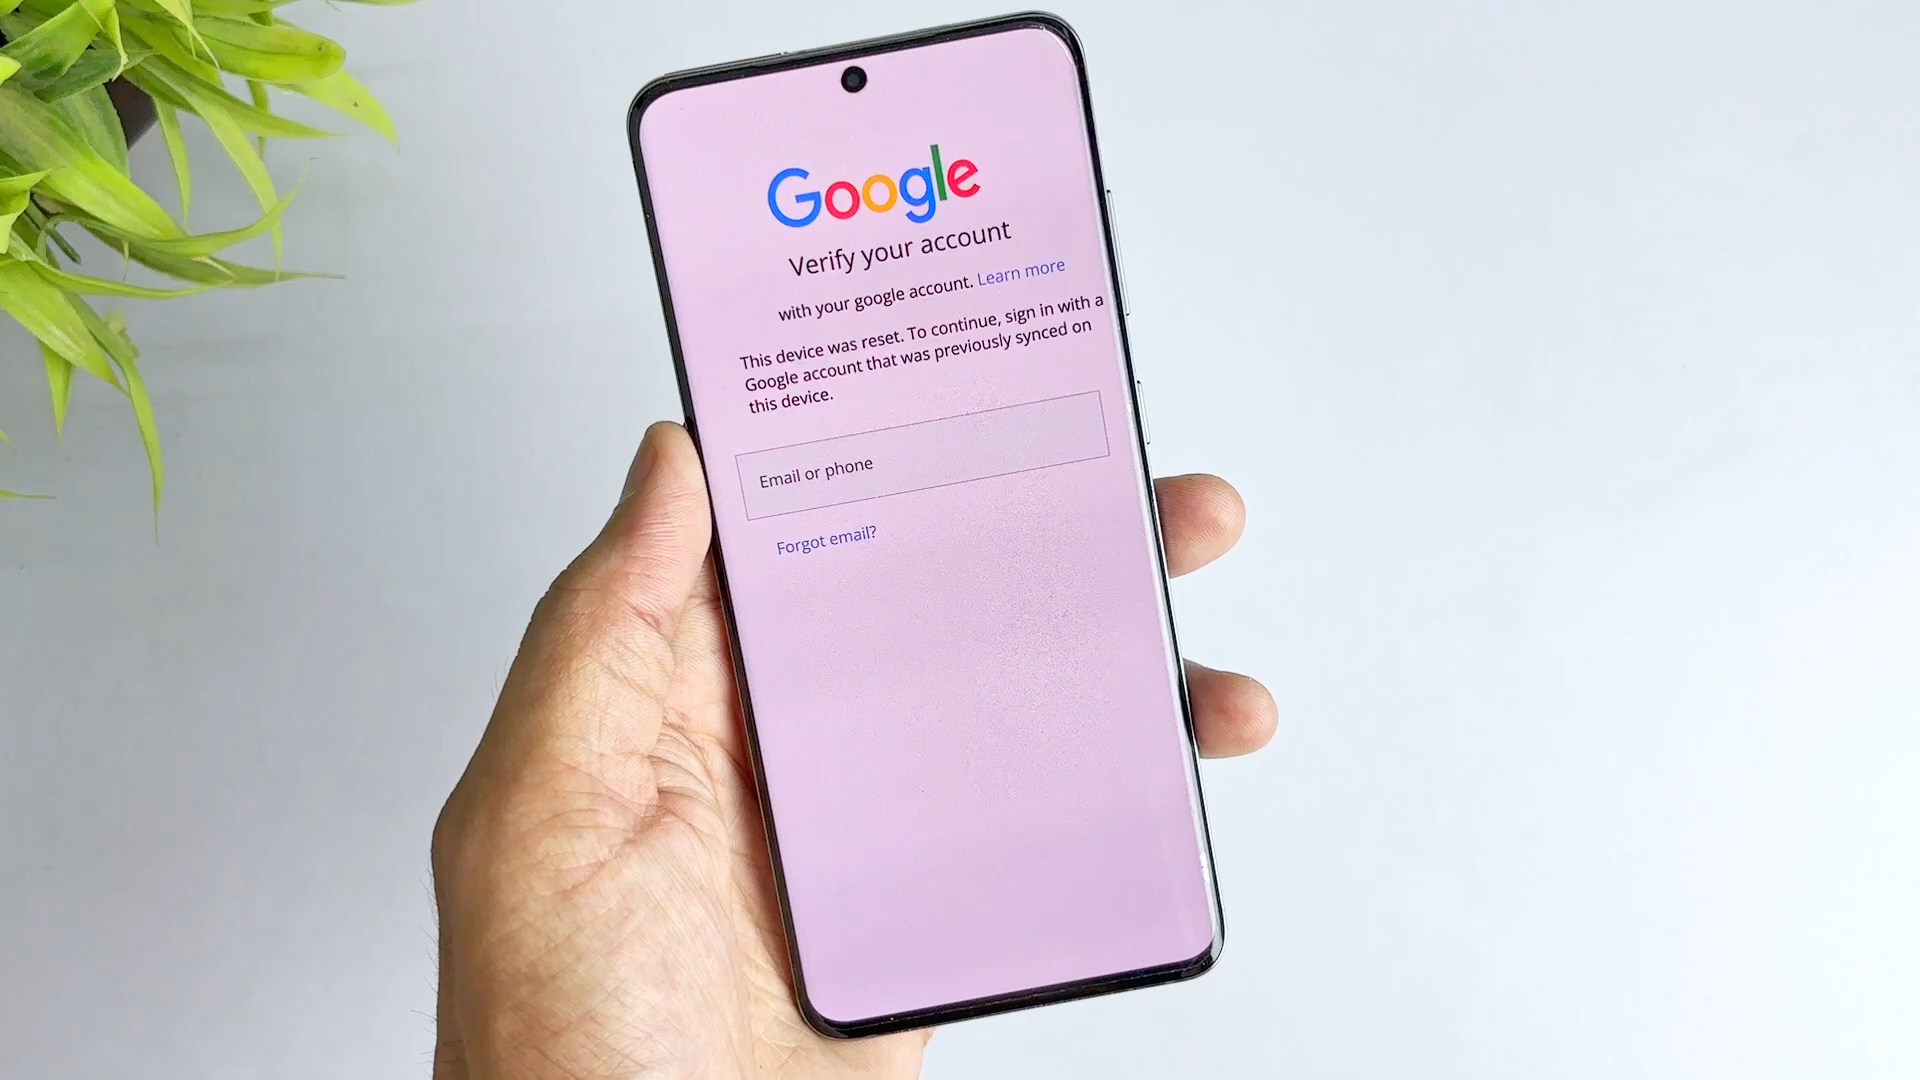 Google
Verify your account
with your google account. Learn more
This device was reset. To continue, sign in with a
Google account that was previously synced on
this device.
Email or phone
Forgot email?